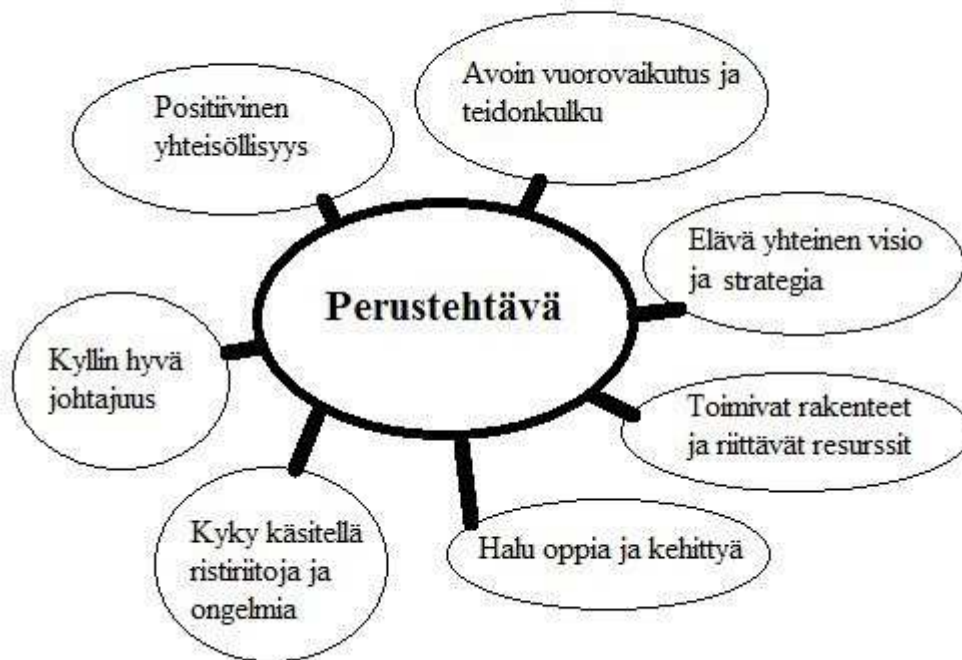 Positiivinen
yhteisöllisyys
Avoin vuorovaikutus ja
teidonkulku
Elävä yhteinen visio
ja strategia
Perustehtävä
Kyllin hyvä
johtajuus
Toimivat rakenteet
ja riittävät resurssit
Kyky käsitellä
ristiriitoja ja
ongelmia
Halu oppia ja kehittyä